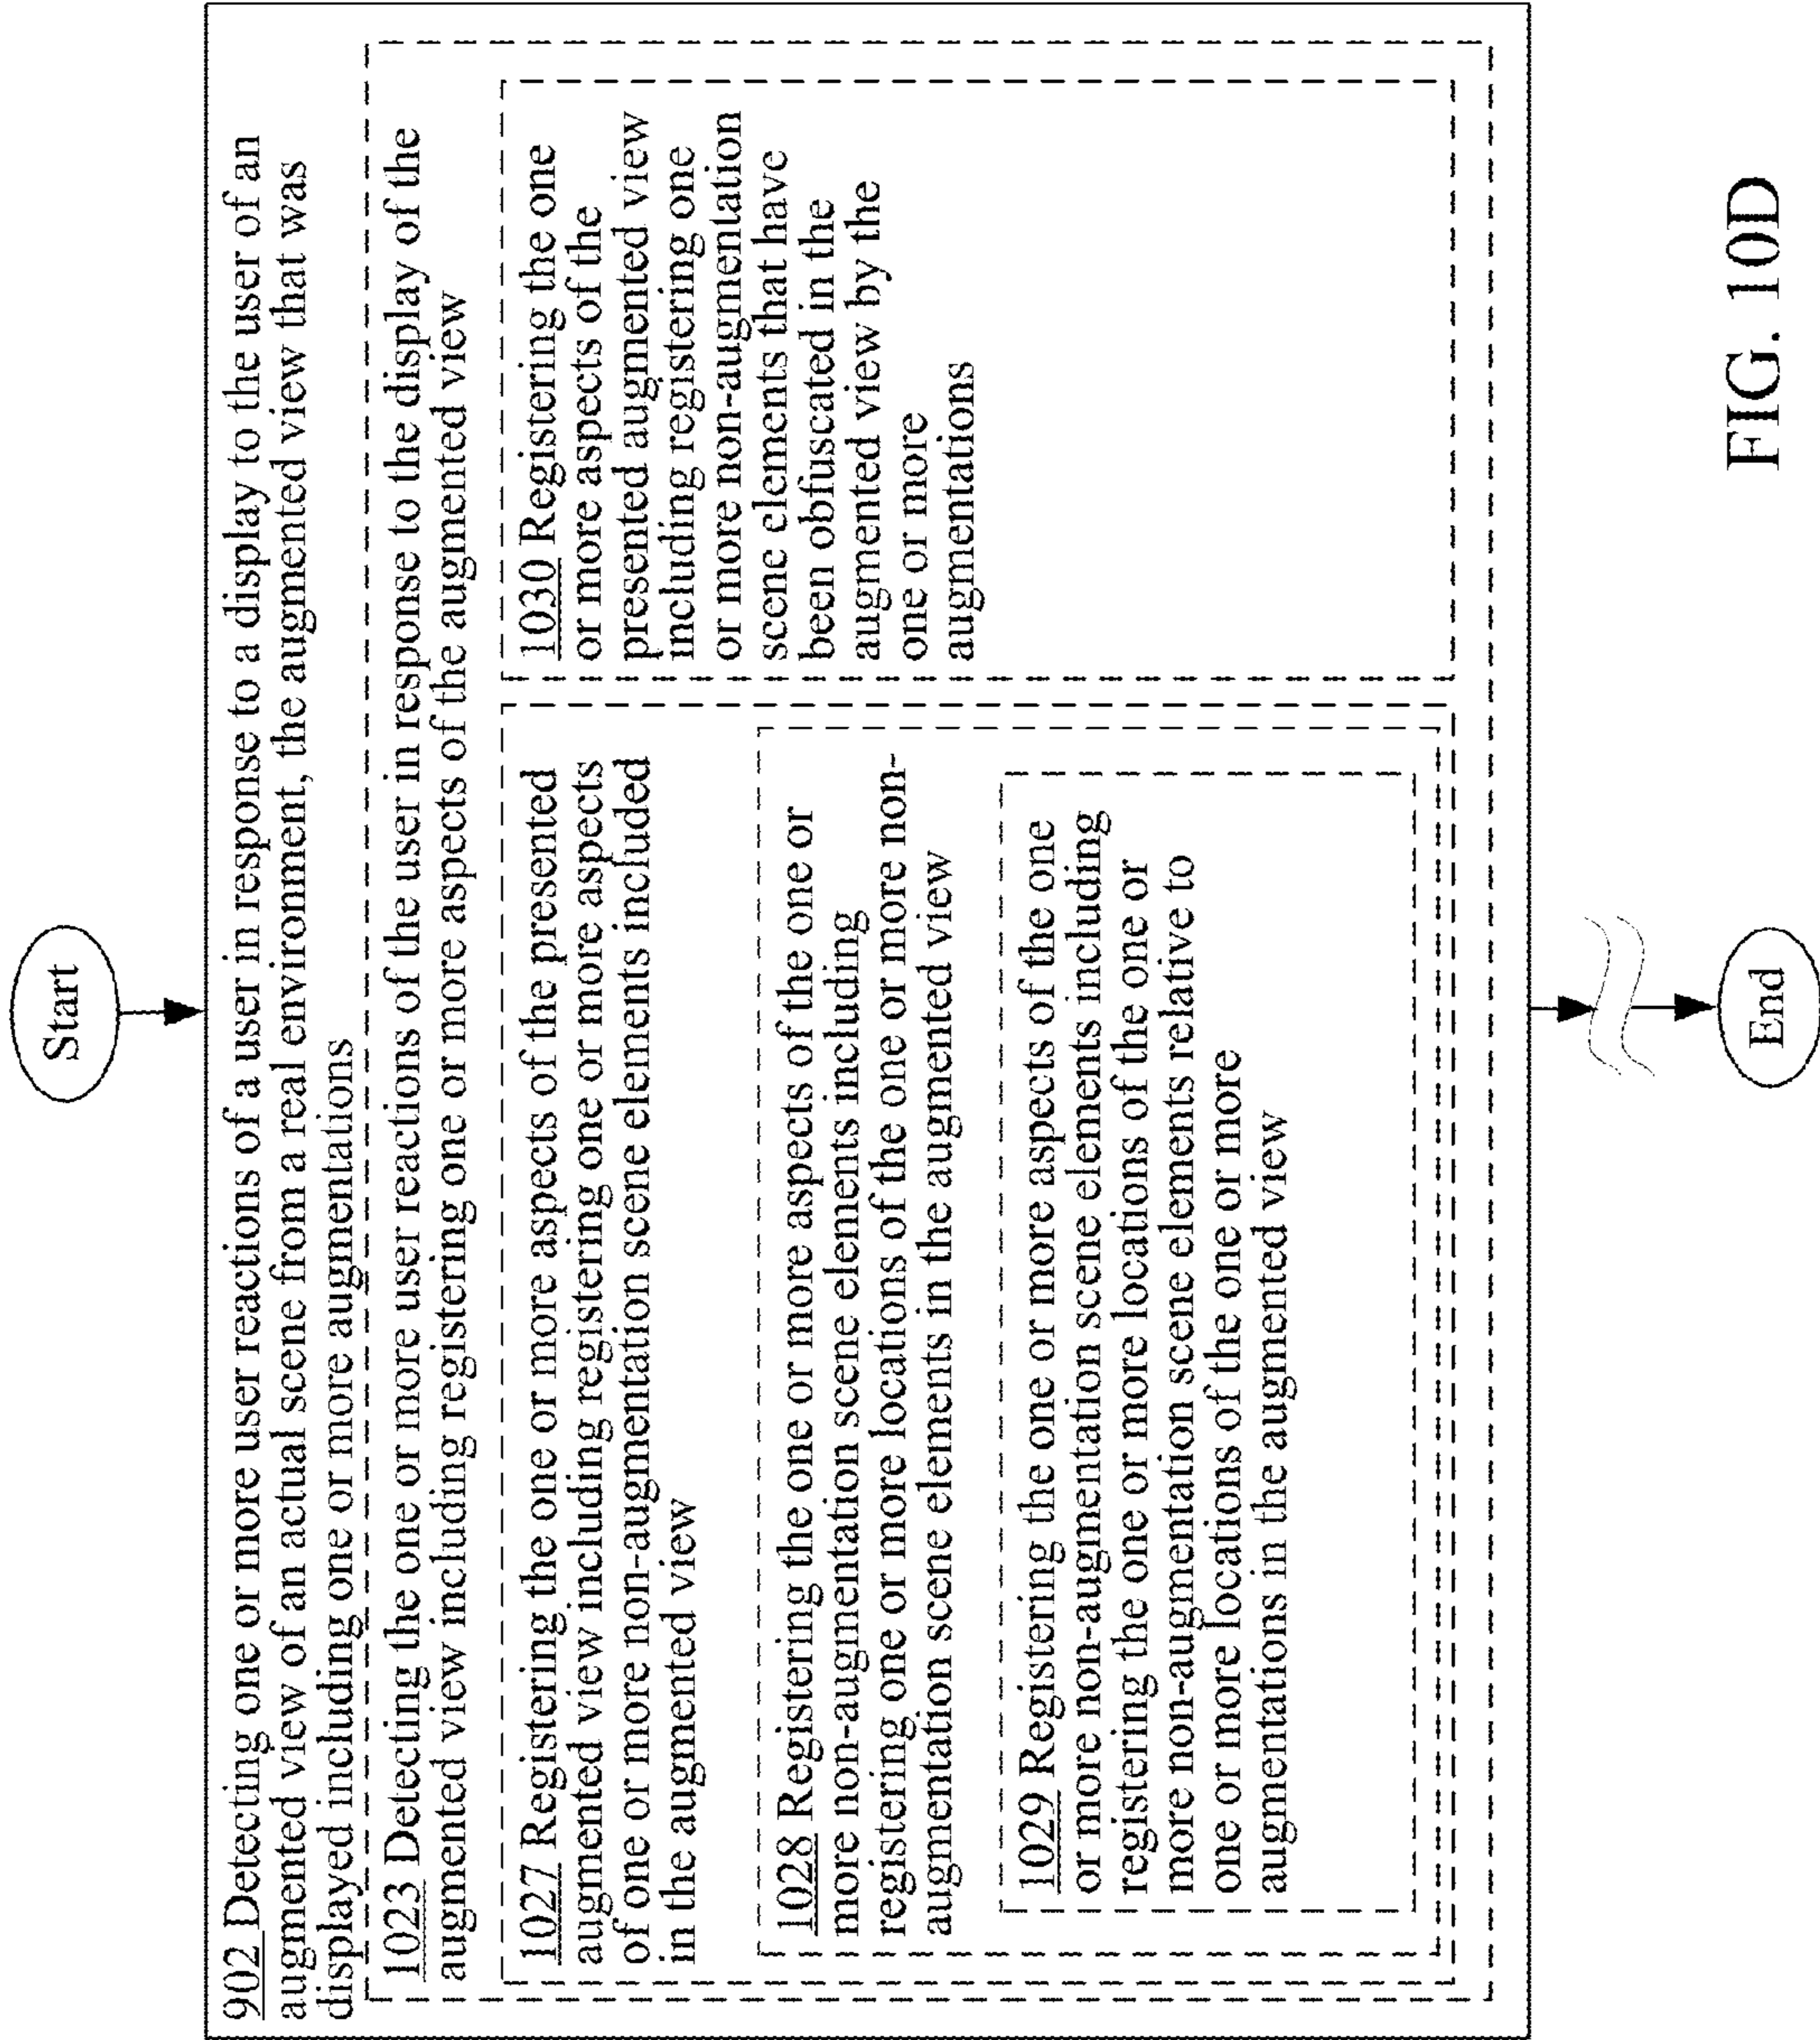 Start
902 Detecting one or more user reactions of a user in response to a display to the user of an
augmented view of an actual scene from a real environment, the augmented view that was
displayed including one or more augmentations
1023 Detecting the one or more user reactions of the user in response to the display of the
augmented view including registering one or more aspects of the augmented view
1027 Registering the one or more aspects of the presented
augmented view including registering one or more aspects
of one or more non-augmentation scene elements included
in the augmented view
1028 Registering the one or more aspects of the one or
more non-augmentation scene elements including
registering one or more locations of the one or more non-
augmentation scene elements in the augmented view
1029 Registering the one or more aspects of the one
or more non-augmentation scene elements including
registering the one or more locations of the one or
more non-augmentation scene elements relative to
one or more locations of the one or more
augmentations in the augmented view
1030 Registering the one
or more aspects of the
presented augmented view
including registering one
or more non-augmentation
scene elements that have
been obfuscated in the
augmented view by the
one or more
augmentations
End
FIG. 10D